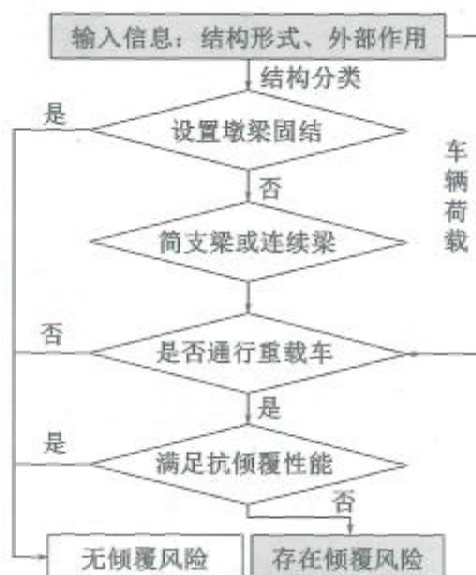 输入信息：结构形式、外部作用
结构分类
是
设置墩梁固结
车辆荷载
否
简支梁或连续梁
否
是否通行重载车
是
是
满足抗倾覆性能
否
无倾覆风险
存在倾覆风险